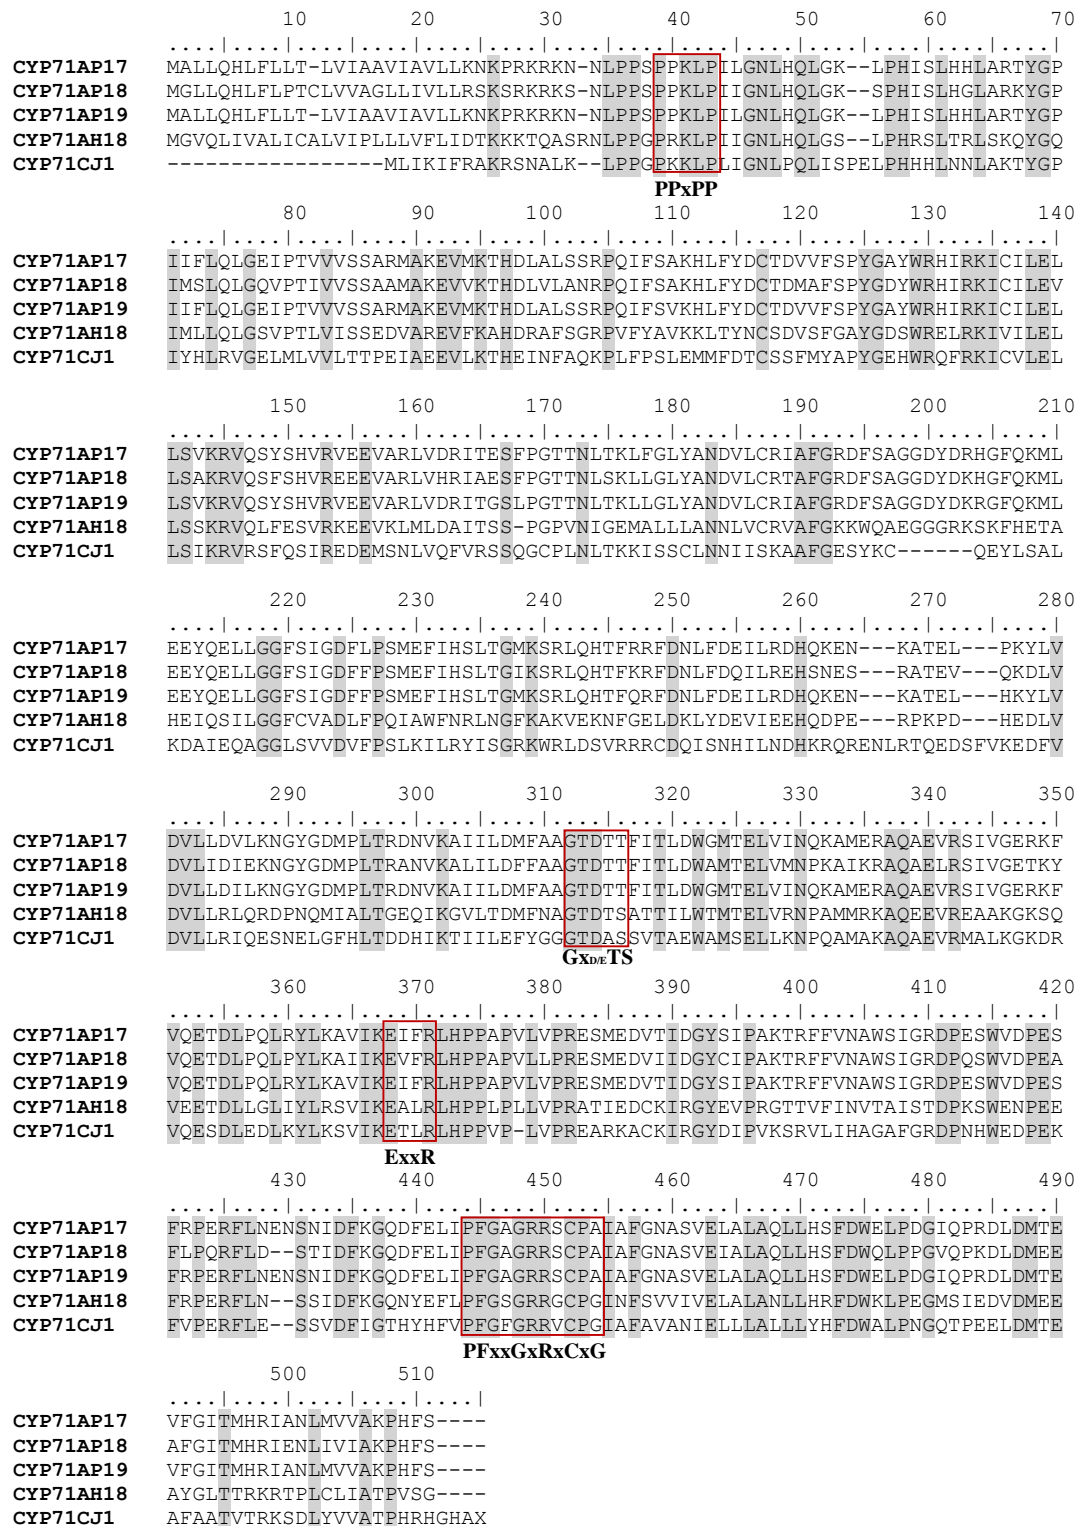 10 20 30 40 50 60 70
....|....|....|....|....|....|....|....|....|....|....|....|....|....|
CYP71AP17 MALLQHLFLLT-LVIAAVIAVLLKNKPRKRKN-NLPPSPPKLPIIGNLHQLGK--LPHISLHHLARTYGP
CYP71AP18 MGLLQHLFLPTCLVVAGLLIVLLRSKSRKRKS-NLPPSPPKLPIIGNLHQLGK--SPHISLHGLARKYGP
CYP71AP19 MALLQHLFLLT-LVIAAVIAVLLKNKPRKRKN-NLPPSPPKLPIIGNLHQLGK--LPHISLHHLARTYGP
CYP71AH18 MGVQLIVALICALVIPLLLVFLIDTKKKTQASRNLPPGPRKLPIIGNLHQLGS--LPHRSLTRLSKQYGQ
CYP71CJ1 -----------------MLIKIFRAKRSNALK--LPPGPKKLPLIGNLPQLISPELPHHHLNNLAKTYGP
PPxPP
80 90 100 110 120 130 140
....|....|....|....|....|....|....|....|....|....|....|....|....|....|
CYP71AP17 IIFLQLGEIPTVVVSSARMAKEVMKTHDLALSSRPQIFSAKHLFYDCTDVVFSPYGAYWRHIRKICILEL
CYP71AP18 IMSLQLGQVPTIVVSSAAMAKEVVKTHDLVLANRPQIFSAKHLFYDCTDMAFSPYGDYWRHIRKICILEV
CYP71AP19 IIFLQLGEIPTVVVSSARMAKEVMKTHDLALSSRPQIFSVKHLFYDCTDVVFSPYGAYWRHIRKICILEL
CYP71AH18 IMLLQLGSVPTLVISSEDVAREVFKAHDRAFSGRPVFYAVKKLTYNCSDVSFGAYGDSWRELRKIVILEL
CYP71CJ1 IYHLRVGELMLVVLTTPEIAEEVLKTHEINFAQKPLFPSLEMMFDTCSSFMYAPYGEHWRQFRKICVLEL
150 160 170 180 190 200 210
....|....|....|....|....|....|....|....|....|....|....|....|....|....|
CYP71AP17 LSVKRVQSYSHVRVEEVARLVDRITESFPGTTNLTKLFGLYANDVLCRIAFGRDFSAGGDYDRHGFQKML
CYP71AP18 LSAKRVQSFSHVREEEVARLVHRIAESFPGTTNLSKLLGLYANDVLCRTAFGRDFSAGGDYDKHGFQKML
CYP71AP19 LSVKRVQSYSHVRVEEVARLVDRITGSLPGTTNLTKLLGLYANDVLCRIAFGRDFSAGGDYDKRGFQKML
CYP71AH18 LSSKRVQLFESVRKEEVKLMLDAITSS-PGPVNIGEMALLLANNLVCRVAFGKKWQAEGGGRKSKFHETA
CYP71CJ1 LSIKRVRSFQSIREDEMSNLVQFVRSSQGCPLNLTKKISSCLNNIISKAAFGESYKC------QEYLSAL
220 230 240 250 260 270 280
....|....|....|....|....|....|....|....|....|....|....|....|....|....|
CYP71AP17 EEYQELLGGFSIGDFLPSMEFIHSLTGMKSRLQHTFRRFDNLFDEILRDHQKEN---KATEL---PKYLV
CYP71AP18 EEYQELLGGFSIGDFFPSMEFIHSLTGIKSRLQHTFRRFDNLFDQILREHSNES---RATEV---QKDLV
CYP71AP19 EEYQELLGGFSIGDFFPSMEFIHSLTGMKSRLQHTFQRFDNLFDEILRDHQKEN---KATEL---HKYLV
CYP71AH18 HEIQSILGGFCVADLFPQIAWFNRLNGFKAKVEKNFGELDKLYDEVIEEHQDPE---RPKPD---HEDLV
CYP71CJ1 KDAIEQAGGLSVVDVFPSLKILRYISGRKWRLDSVRRRCDQISNHILNDHKRQRENLRTQEDSFVKEDFV
290 300 310 320 330 340 350
....|....|....|....|....|....|....|....|....|....|....|....|....|....|
CYP71AP17 DVLLDVLKNGYGDMPLTRDNVKAIILDMFAAGTDTTFITLDWGMTELVINQKAMERAQAEVRSIVGERKF
CYP71AP18 DVLIDIEKNGYGDMPLTRANVKALILDFFAAGTDTTFITLDWAMTELVMNPKAIKRAQAEVRSIVGETKY
CYP71AP19 DVLLDILKNGYGDMPLTRDNVKAIILDMFAAGTDTTFITLDWGMTELVINQKAMERAQAEVRSIVGERKF
CYP71AH18 DVLLRLQRDPNQMIALTGEQIKGVLTDMFNAGTDTSATTILWTMTELVRNPAMMRKAQEEVREAAKGKSQ
CYP71CJ1 DVLLRIQESNELGFHLTDDHIKTIILEFYGGGTDASSVTAEWAMSELLKNPQAMAKAQAEVRMALKGKDR
GxD/ETS
360 370 380 390 400 410 420
....|....|....|....|....|....|....|....|....|....|....|....|....|....|
CYP71AP17 VQETDLPQLRYLKAVIKEIFRLHPPAPVLVPRESMEDVTIDGYSIPAKTRFFVNAWSIGRDPESWVDPES
CYP71AP18 VQETDLPQLPYLKAIIKEVFRLHPPAPVLLPRESMEDVIIDGYCIPAKTRFFVNAWSIGRDPQSWVDPEA
CYP71AP19 VQETDLPQLRYLKAVIKEIFRLHPPAPVLVPRESMEDVTIDGYSIPAKTRFFVNAWSIGRDPESWVDPES
CYP71AH18 VEETDLLGLIYLRSVIKEALRLHPPLPLLVPRATIEDCKIRGYEVPRGTTVFINVTAISTDPKSWENPEE
CYP71CJ1 VQESDLEDLKYLKSVIKETLRLHPPVP-LVPREARKACKIRGYDIPVKSRVLIHAGAFGRDPNHWEDPEK
ExxR
430 440 450 460 470 480 490
....|....|....|....|....|....|....|....|....|....|....|....|....|....|
CYP71AP17 FRPERFLNENSNIDFKGQDFELIPFGAGRRSCPAIAFGNASVELALAQLLHSFDWELPDGIQPRDLDMTE
CYP71AP18 FLPQRFLD--STIDFKGQDFELIPFGAGRRSCPAIAFGNASVEIALAQLLHSFDWQLPPGVQPKDLDMEE
CYP71AP19 FRPERFLNENSNIDFKGQDFELIPFGAGRRSCPAIAFGNASVELALAQLLHSFDWELPDGIQPRDLDMTE
CYP71AH18 FRPERFLN--SSIDFKGQNYEFLPFGSGRRGCPGINFSVVIVELALANLLHRFDWKLPEGMSIEDVDMEE
CYP71CJ1 FVPERFLE--SSVDFIGTHYHFVPFGFGRRVCPGIAFAVANIELLLALLLYHFDWALPNGQTPEELDMTE
PFxxGxRxCxG
500 510
....|....|....|....|....|
CYP71AP17 VFGITMHRIANLMVVAKPHFS----
CYP71AP18 AFGITMHRIENLIVIAKPHFS----
CYP71AP19 VFGITMHRIANLMVVAKPHFS----
CYP71AH18 AYGLTTRKRTPLCLIATPVSG----
CYP71CJ1 AFAATVTRKSDLYVVATPHRHGHAX